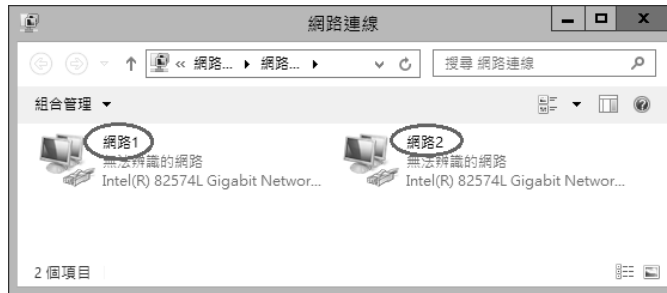 網路連線
« 網路... ▸ 網路... ▸
搜尋 網路連線
組合管理 ▼
網路1
無法辨識的網路
Intel(R) 82574L Gigabit Networ...
網路2
無法辨識的網路
Intel(R) 82574L Gigabit Networ...
2 個項目